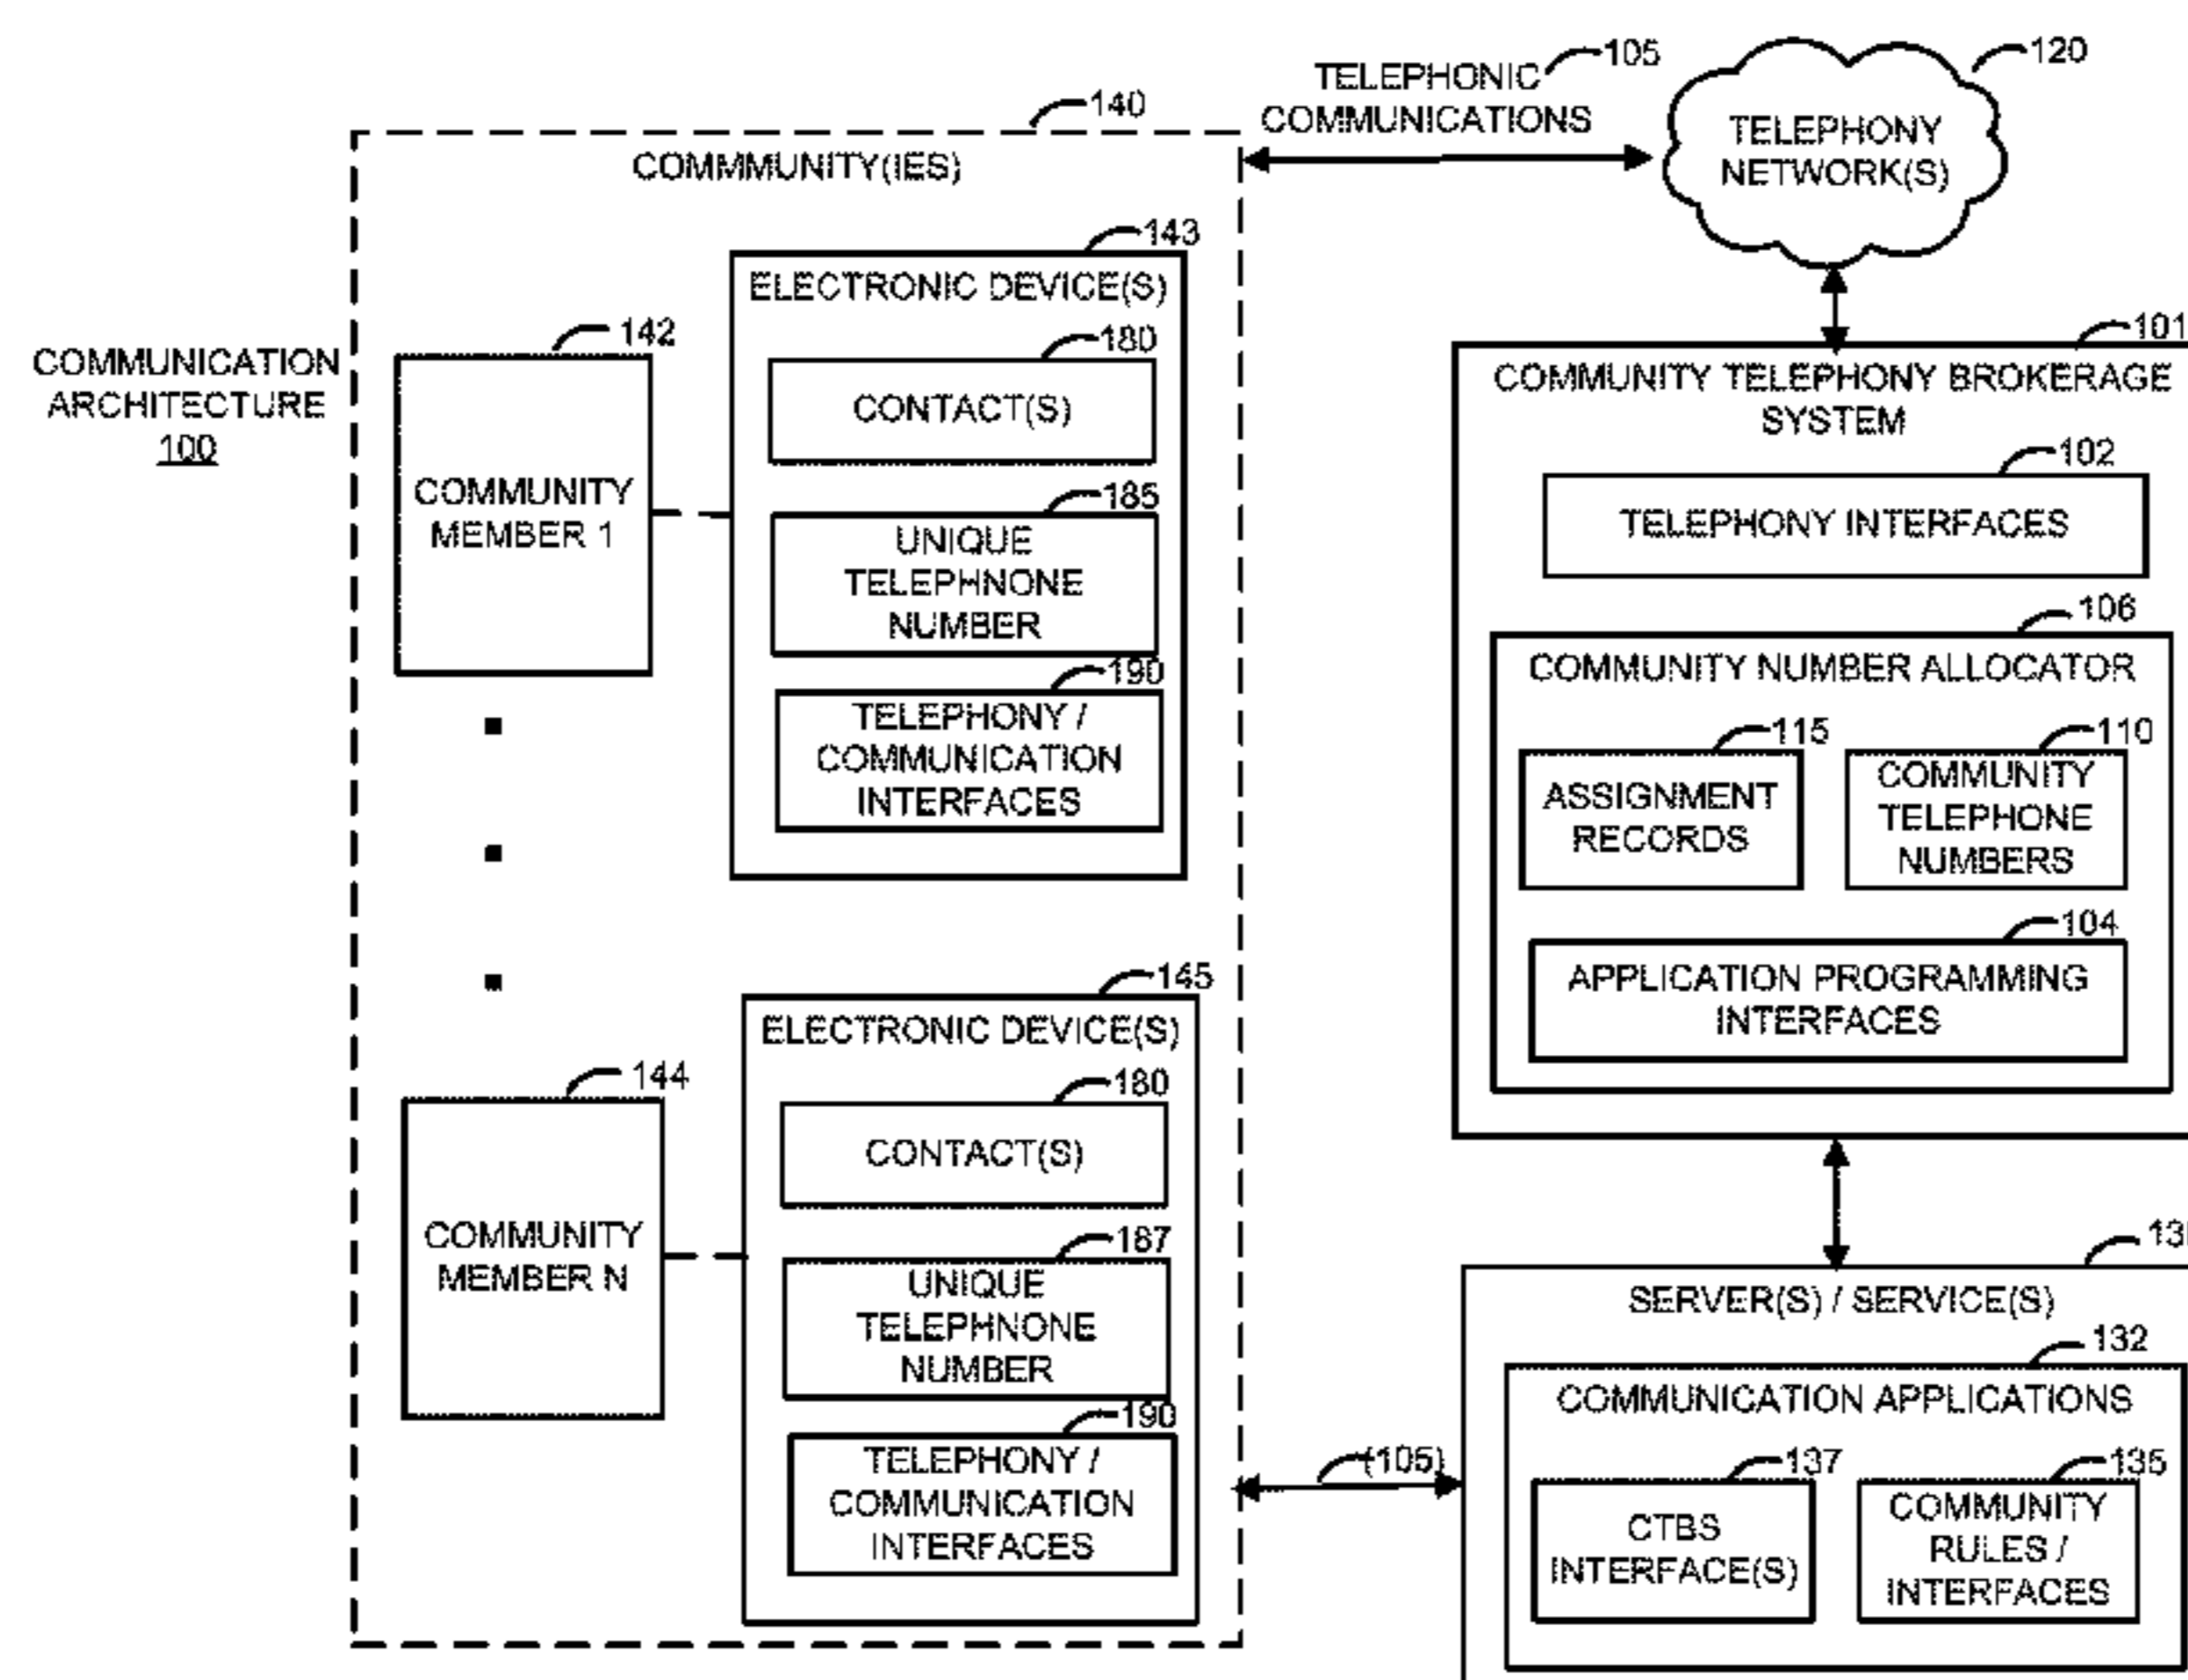 TELEPHONIC 105
COMMUNICATIONS
120
TELEPHONY
NETWORK(S)
140
COMMMUNITY(IES)
COMMUNICATION
ARCHITECTURE
100
142
COMMUNITY
MEMBER 1
143
ELECTRONIC DEVICE(S)
180
CONTACT(S)
185
UNIQUE
TELEPHNONE
NUMBER
190
TELEPHONY /
COMMUNICATION
INTERFACES
144
COMMUNITY
MEMBER N
145
ELECTRONIC DEVICE(S)
180
CONTACT(S)
187
UNIQUE
TELEPHNONE
NUMBER
190
TELEPHONY /
COMMUNICATION
INTERFACES
101
COMMUNITY TELEPHONY BROKERAGE
SYSTEM
102
TELEPHONY INTERFACES
106
COMMUNITY NUMBER ALLOCATOR
115
ASSIGNMENT
RECORDS
110
COMMUNITY
TELEPHONE
NUMBERS
104
APPLICATION PROGRAMMING
INTERFACES
(105)
SERVER(S) / SERVICE(S)
132
COMMUNICATION APPLICATIONS
137
CTBS
INTERFACE(S)
135
COMMUNITY
RULES /
INTERFACES